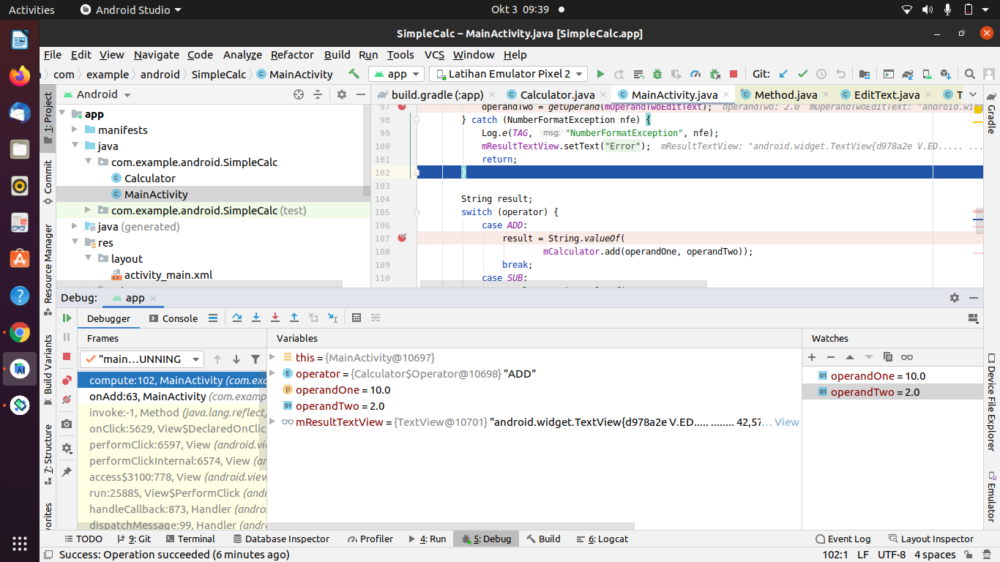 Activities
Android Studio
Okt 3 09:39
SimpleCalc – MainActivity.java [SimpleCalc.app]
File Edit View Navigate Code Analyze Refactor Build Run Tools VCS Window Help
com example android SimpleCalc MainActivity
app
Latihan Emulator Pixel 2
Git:
Android
build.gradle (:app)
Calculator.java
MainActivity.java
Method.java
EditText.java
1: Project
Commit
Resource Manager
Build Variants
7: Structure
app
manifests
java
com.example.android.SimpleCalc
Calculator
MainActivity
com.example.android.SimpleCalc (test)
java (generated)
res
layout
activity_main.xml
97 operandTwo = getOperand(mOperandTwoEditText); operandTwo: 2.0 mOperandTwoEditText: "android.wid
98 } catch (NumberFormatException nfe) {
99 Log.e(TAG, msg: "NumberFormatException", nfe);
100 mResultTextView.setText("Error"); mResultTextView: "android.widget.TextView{d978a2e V.ED..... ...
101 return;
102 }
103
104 String result;
105 switch (operator) {
106 case ADD:
107 result = String.valueOf(
108 mCalculator.add(operandOne, operandTwo));
109 break;
110 case SUB:
Gradle
Device File Explorer
Emulator
Debug: app
Debugger
Console
Frames
Variables
Watches
"main...UNNING
compute:102, MainActivity (com.exa
onAdd:63, MainActivity (com.examp
invoke:-1, Method (java.lang.reflect)
onClick:5629, View$DeclaredOnClic
performClick:6597, View (android.vi
performClickInternal:6574, View (an
access$3100:778, View (android.view
run:25885, View$PerformClick (andr
handleCallback:873, Handler (andro
dispatchMessage:99, Handler (andr
this = {MainActivity@10697}
operator = {Calculator$Operator@10698} "ADD"
operandOne = 10.0
operandTwo = 2.0
mResultTextView = {TextView@10701} "android.widget.TextView{d978a2e V.ED..... ........ 42,57... View
operandOne = 10.0
operandTwo = 2.0
TODO
9: Git
Terminal
Database Inspector
Profiler
4: Run
5: Debug
Build
6: Logcat
Event Log
Layout Inspector
Success: Operation succeeded (6 minutes ago)
102:1 LF UTF-8 4 spaces